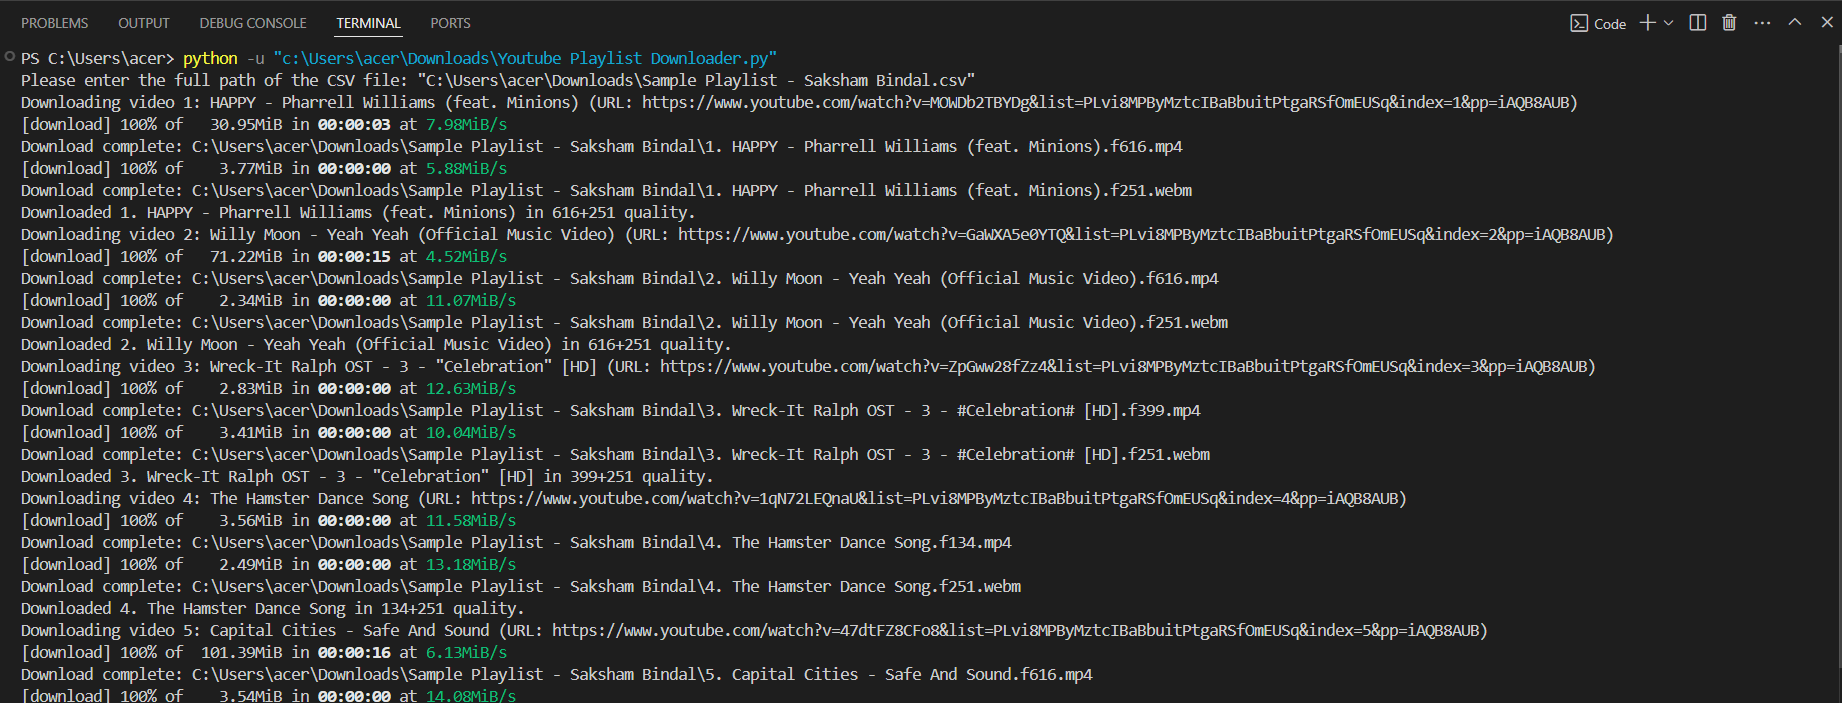 PROBLEMS OUTPUT DEBUG CONSOLE TERMINAL PORTS Code
PS C:\Users\acer> python -u "c:\Users\acer\Downloads\Youtube Playlist Downloader.py"
Please enter the full path of the CSV file: "C:\Users\acer\Downloads\Sample Playlist - Saksham Bindal.csv"
Downloading video 1: HAPPY - Pharrell Williams (feat. Minions) (URL: https://www.youtube.com/watch?v=MOWDb2TBYDg&list=PLvi8MPByMztcIBaBbuitPtgaRSfOmEUSq&index=1&pp=iAQB8AUB)
[download] 100% of   30.95MiB in 00:00:03 at 7.98MiB/s
Download complete: C:\Users\acer\Downloads\Sample Playlist - Saksham Bindal\1. HAPPY - Pharrell Williams (feat. Minions).f616.mp4
[download] 100% of    3.77MiB in 00:00:00 at 5.88MiB/s
Download complete: C:\Users\acer\Downloads\Sample Playlist - Saksham Bindal\1. HAPPY - Pharrell Williams (feat. Minions).f251.webm
Downloaded 1. HAPPY - Pharrell Williams (feat. Minions) in 616+251 quality.
Downloading video 2: Willy Moon - Yeah Yeah (Official Music Video) (URL: https://www.youtube.com/watch?v=GaWXA5e0YTQ&list=PLvi8MPByMztcIBaBbuitPtgaRSfOmEUSq&index=2&pp=iAQB8AUB)
[download] 100% of   71.22MiB in 00:00:15 at 4.52MiB/s
Download complete: C:\Users\acer\Downloads\Sample Playlist - Saksham Bindal\2. Willy Moon - Yeah Yeah (Official Music Video).f616.mp4
[download] 100% of    2.34MiB in 00:00:00 at 11.07MiB/s
Download complete: C:\Users\acer\Downloads\Sample Playlist - Saksham Bindal\2. Willy Moon - Yeah Yeah (Official Music Video).f251.webm
Downloaded 2. Willy Moon - Yeah Yeah (Official Music Video) in 616+251 quality.
Downloading video 3: Wreck-It Ralph OST - 3 - "Celebration" [HD] (URL: https://www.youtube.com/watch?v=ZpGww28fZz4&list=PLvi8MPByMztcIBaBbuitPtgaRSfOmEUSq&index=3&pp=iAQB8AUB)
[download] 100% of    2.83MiB in 00:00:00 at 12.63MiB/s
Download complete: C:\Users\acer\Downloads\Sample Playlist - Saksham Bindal\3. Wreck-It Ralph OST - 3 - #Celebration# [HD].f399.mp4
[download] 100% of    3.41MiB in 00:00:00 at 10.04MiB/s
Download complete: C:\Users\acer\Downloads\Sample Playlist - Saksham Bindal\3. Wreck-It Ralph OST - 3 - #Celebration# [HD].f251.webm
Downloaded 3. Wreck-It Ralph OST - 3 - "Celebration" [HD] in 399+251 quality.
Downloading video 4: The Hamster Dance Song (URL: https://www.youtube.com/watch?v=1qN72LEQnaU&list=PLvi8MPByMztcIBaBbuitPtgaRSfOmEUSq&index=4&pp=iAQB8AUB)
[download] 100% of    3.56MiB in 00:00:00 at 11.58MiB/s
Download complete: C:\Users\acer\Downloads\Sample Playlist - Saksham Bindal\4. The Hamster Dance Song.f134.mp4
[download] 100% of    2.49MiB in 00:00:00 at 13.18MiB/s
Download complete: C:\Users\acer\Downloads\Sample Playlist - Saksham Bindal\4. The Hamster Dance Song.f251.webm
Downloaded 4. The Hamster Dance Song in 134+251 quality.
Downloading video 5: Capital Cities - Safe And Sound (URL: https://www.youtube.com/watch?v=47dtFZ8CFo8&list=PLvi8MPByMztcIBaBbuitPtgaRSfOmEUSq&index=5&pp=iAQB8AUB)
[download] 100% of  101.39MiB in 00:00:16 at 6.13MiB/s
Download complete: C:\Users\acer\Downloads\Sample Playlist - Saksham Bindal\5. Capital Cities - Safe And Sound.f616.mp4
[download] 100% of    3.54MiB in 00:00:00 at 14.08MiB/s